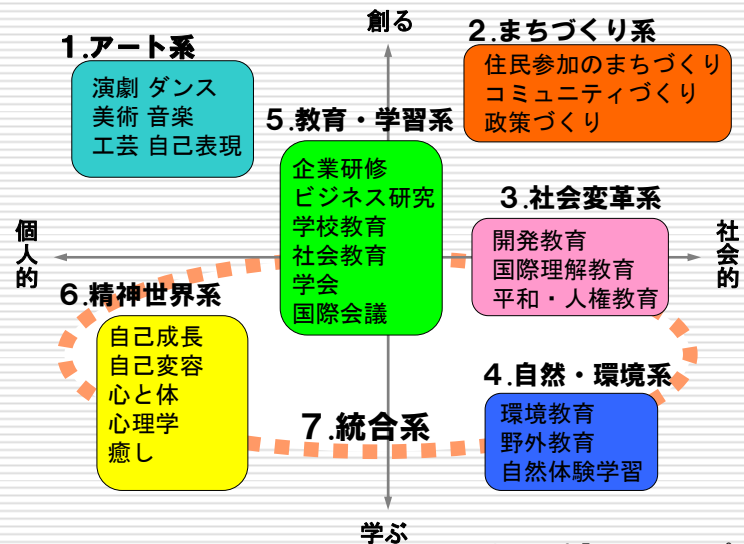 創る
1.アート系
演劇 ダンス
美術 音楽
工芸 自己表現
2.まちづくり系
住民参加のまちづくり
コミュニティづくり
政策づくり
5.教育・学習系
企業研修
ビジネス研究
学校教育
社会教育
学会
国際会議
3.社会変革系
開発教育
国際理解教育
平和・人権教育
個人的
社会的
6.精神世界系
自己成長
自己変容
心と体
心理学
癒し
4.自然・環境系
環境教育
野外教育
自然体験学習
7.統合系
学ぶ